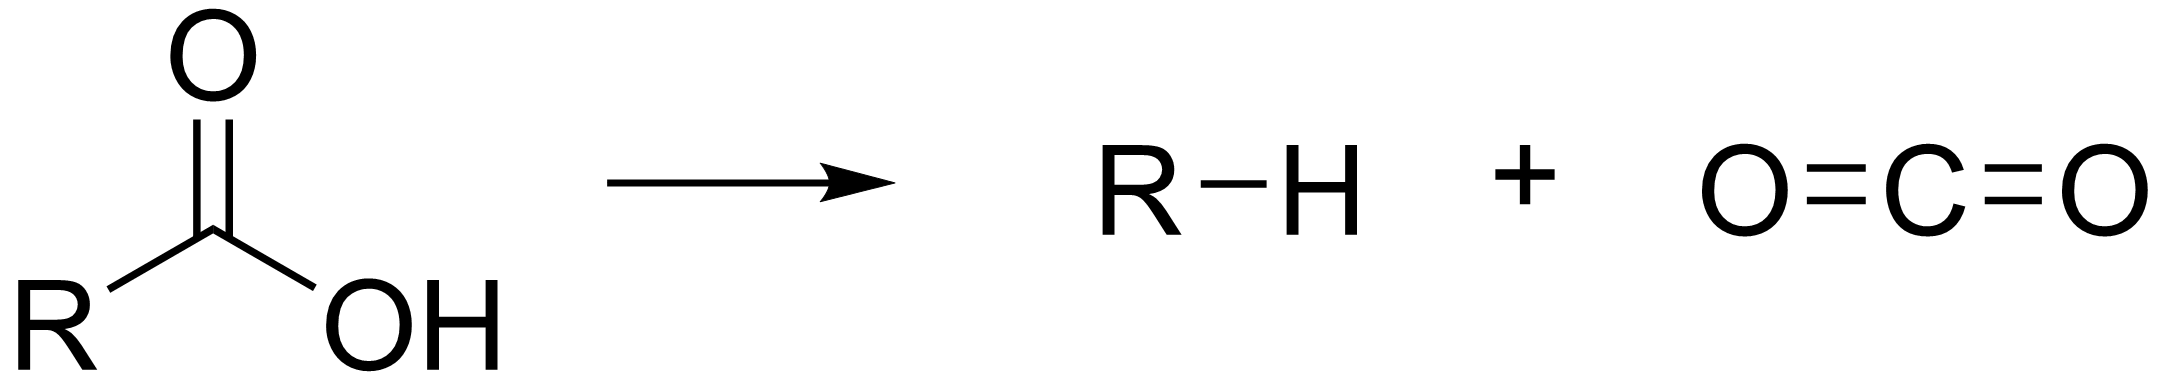 O
R OH
R–H + O=C=O